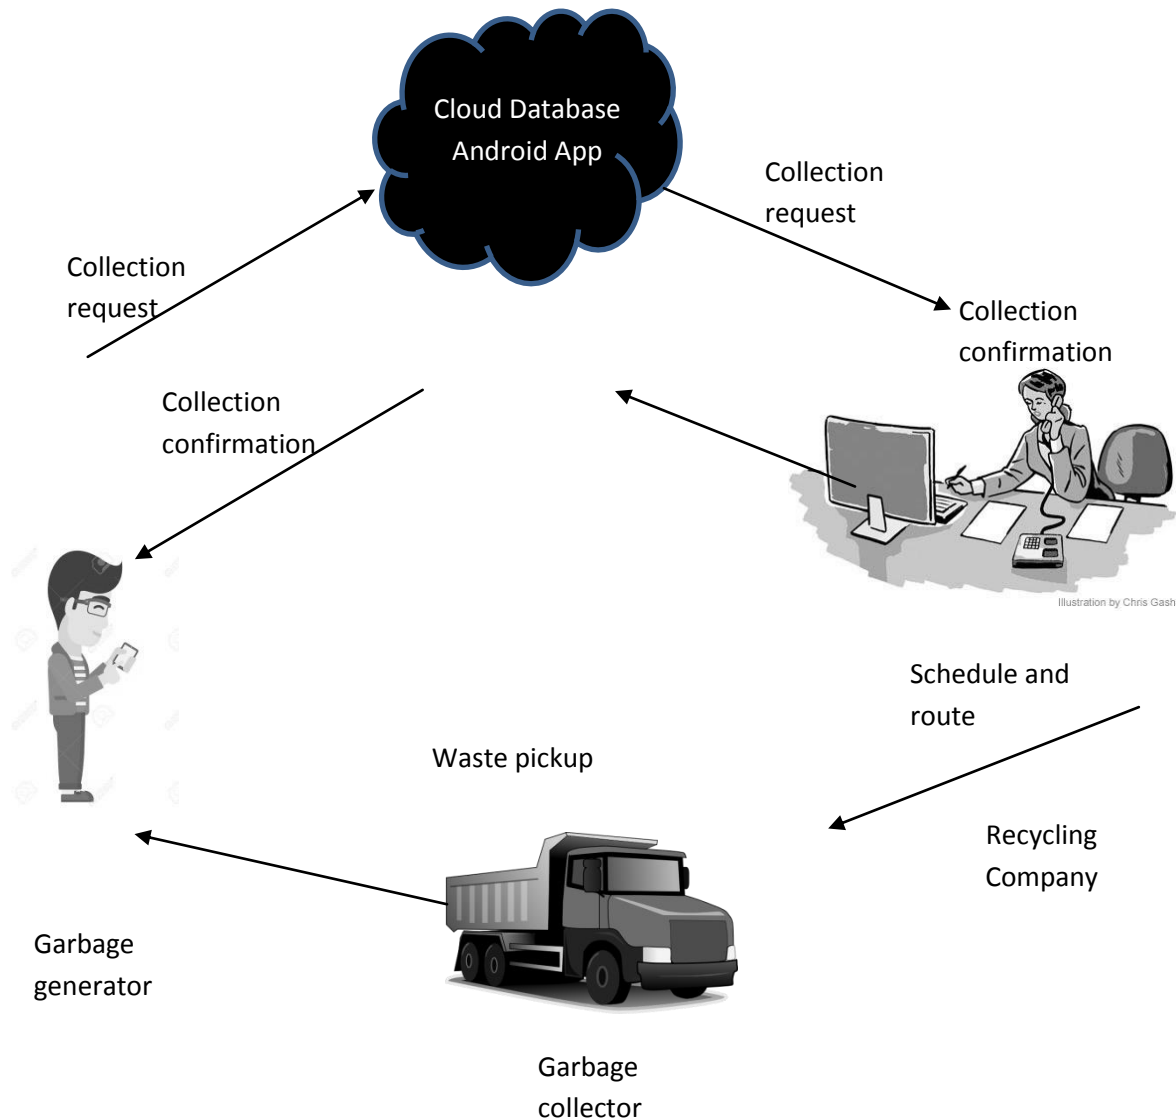 Cloud Database
Android App
Collection
request
Collection
request
Collection
confirmation
Collection
confirmation
Illustration by Chris Gash
Schedule and
route
Waste pickup
Recycling
Company
Garbage
generator
Garbage
collector